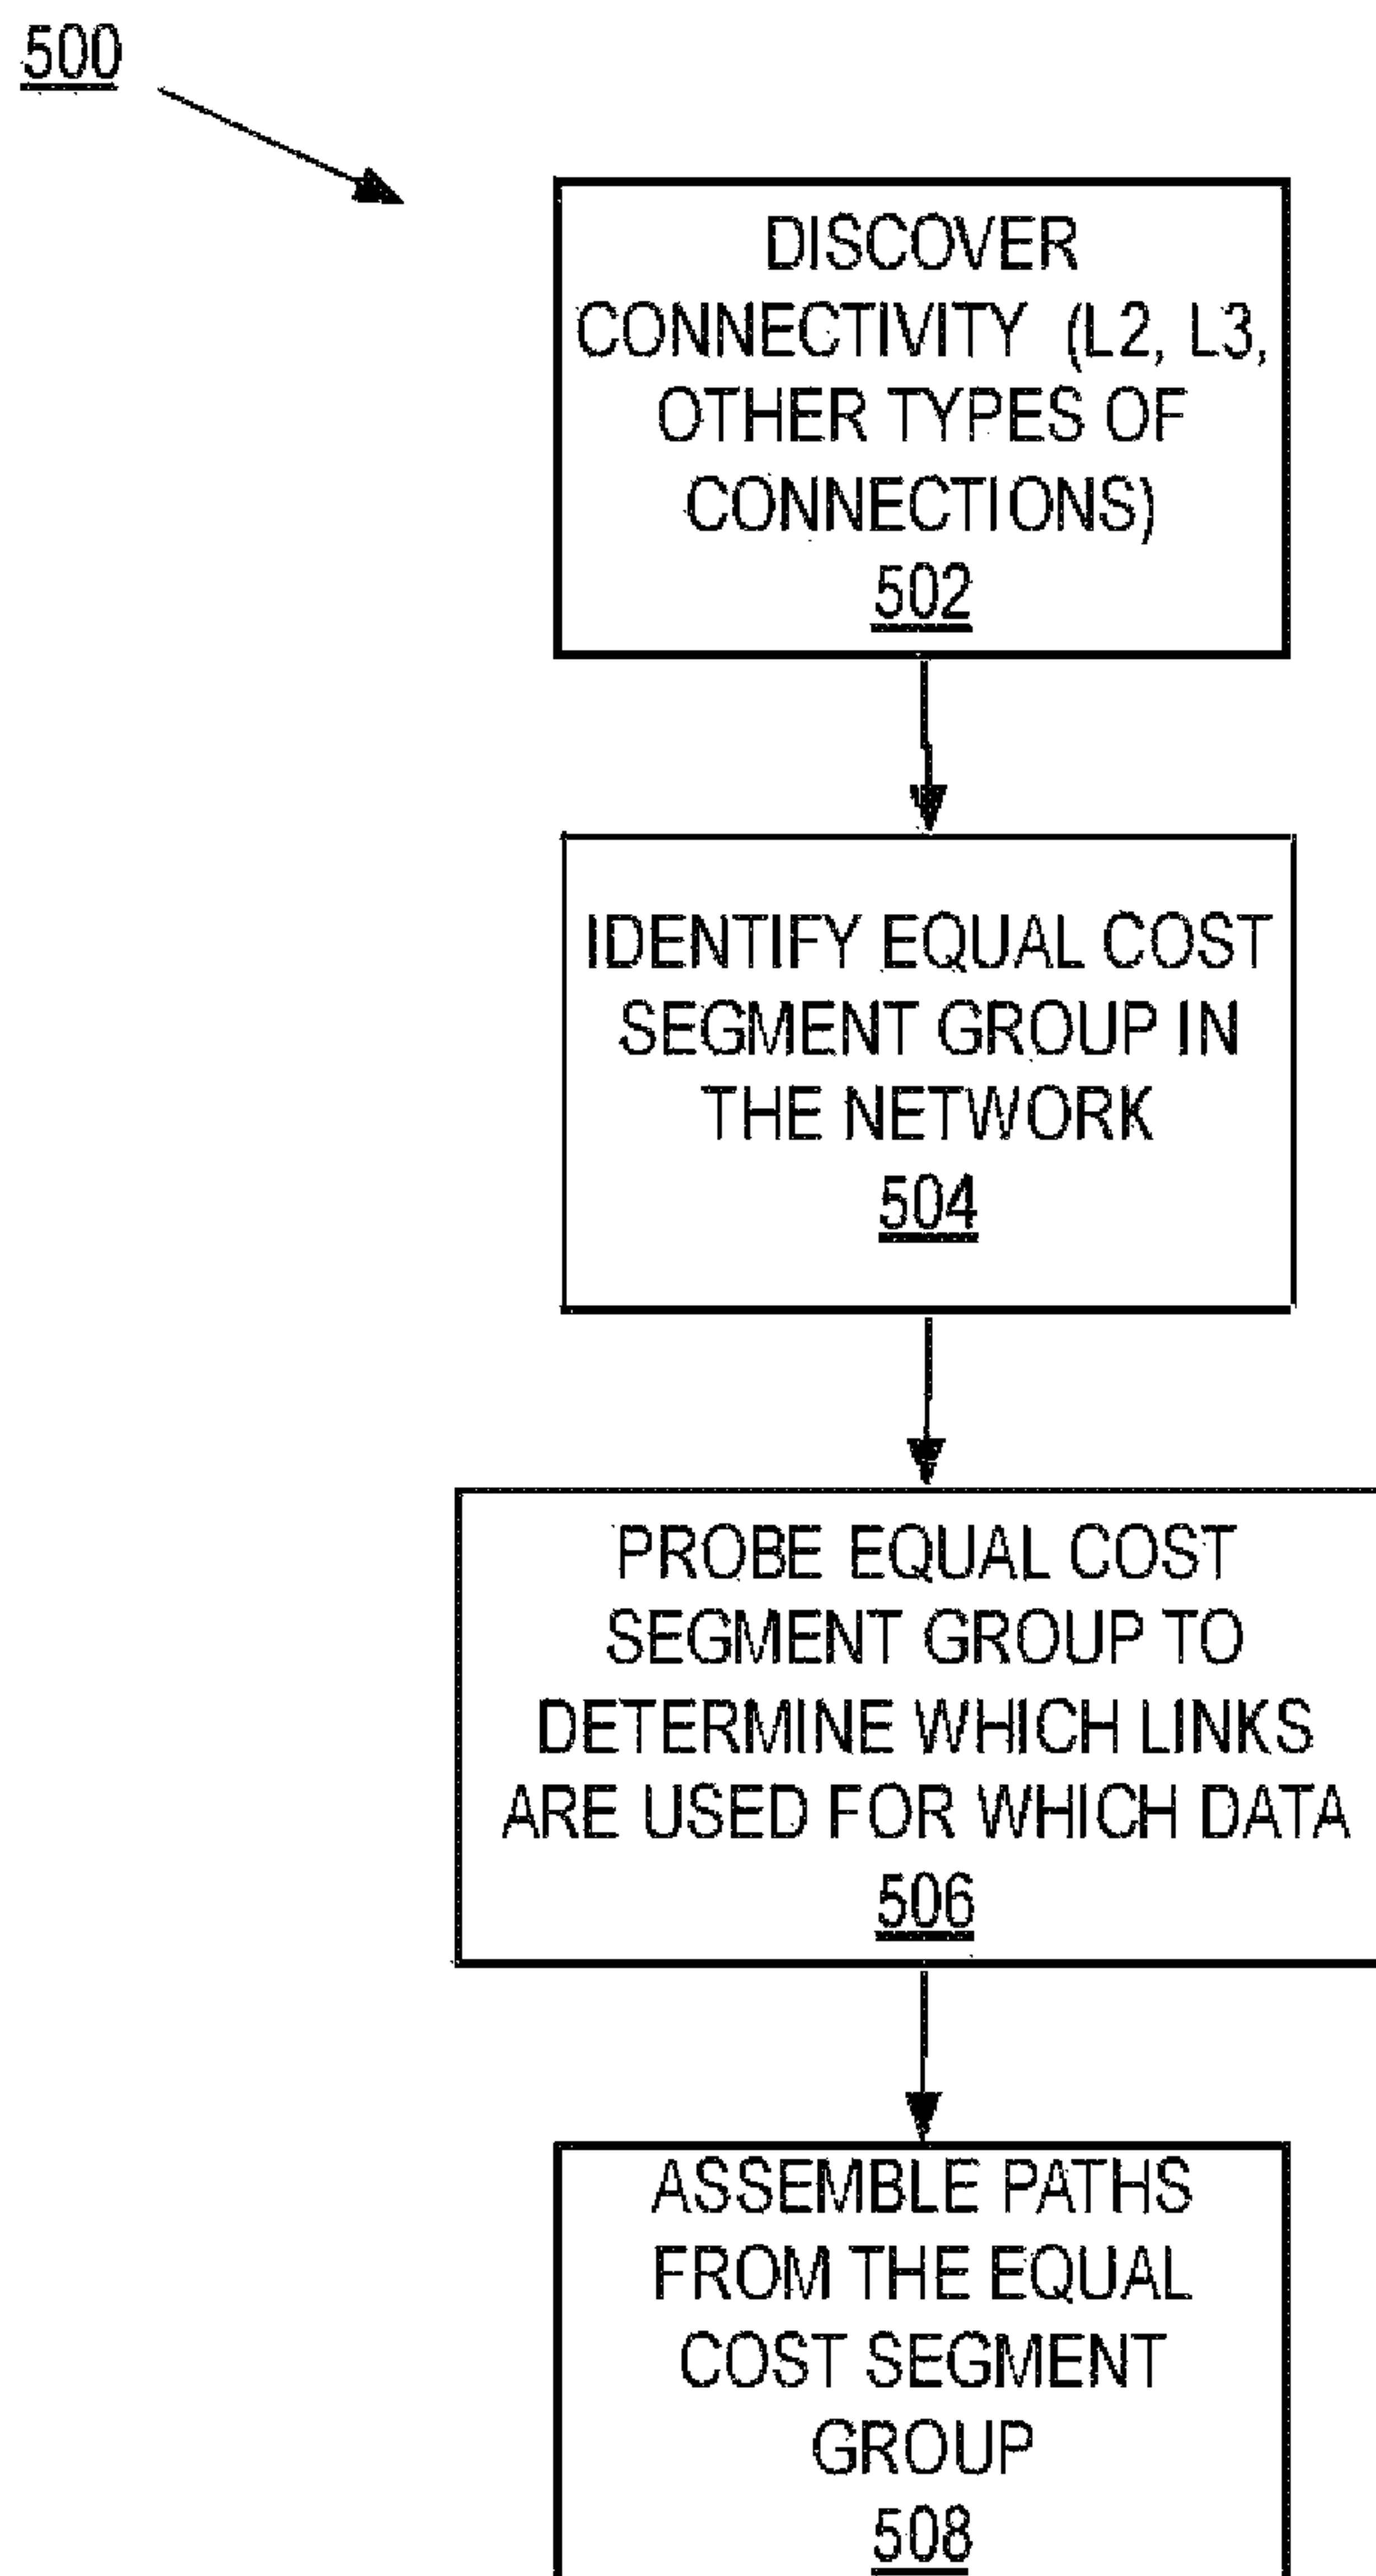 500
DISCOVER
CONNECTIVITY (L2, L3,
OTHER TYPES OF
CONNECTIONS)
502
IDENTIFY EQUAL COST
SEGMENT GROUP IN
THE NETWORK
504
PROBE EQUAL COST
SEGMENT GROUP TO
DETERMINE WHICH LINKS
ARE USED FOR WHICH DATA
506
ASSEMBLE PATHS
FROM THE EQUAL
COST SEGMENT
GROUP
508